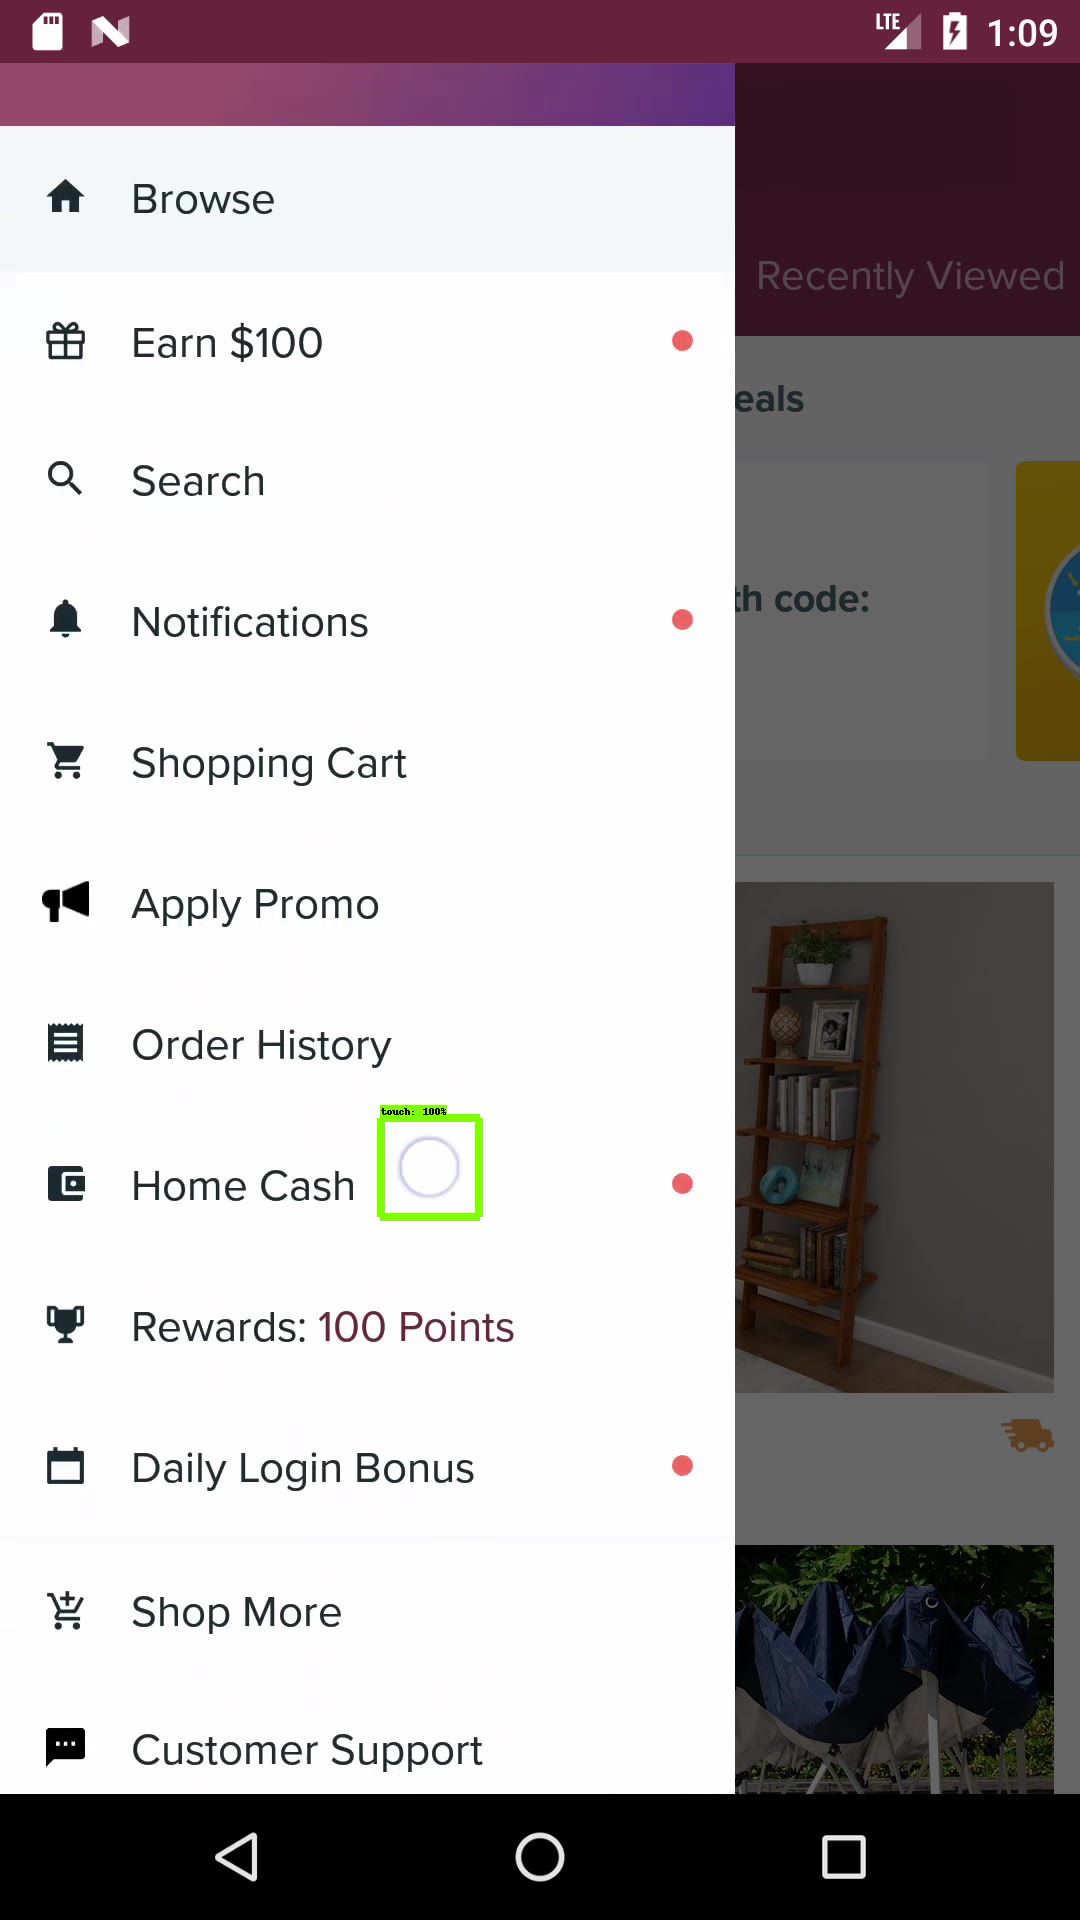 LTE 1:09
Browse
Recently Viewed
Earn $100
eals
Search
th code:
Notifications
Shopping Cart
Apply Promo
Order History
touch: 100%
Home Cash
Rewards: 100 Points
Daily Login Bonus
Shop More
Customer Support